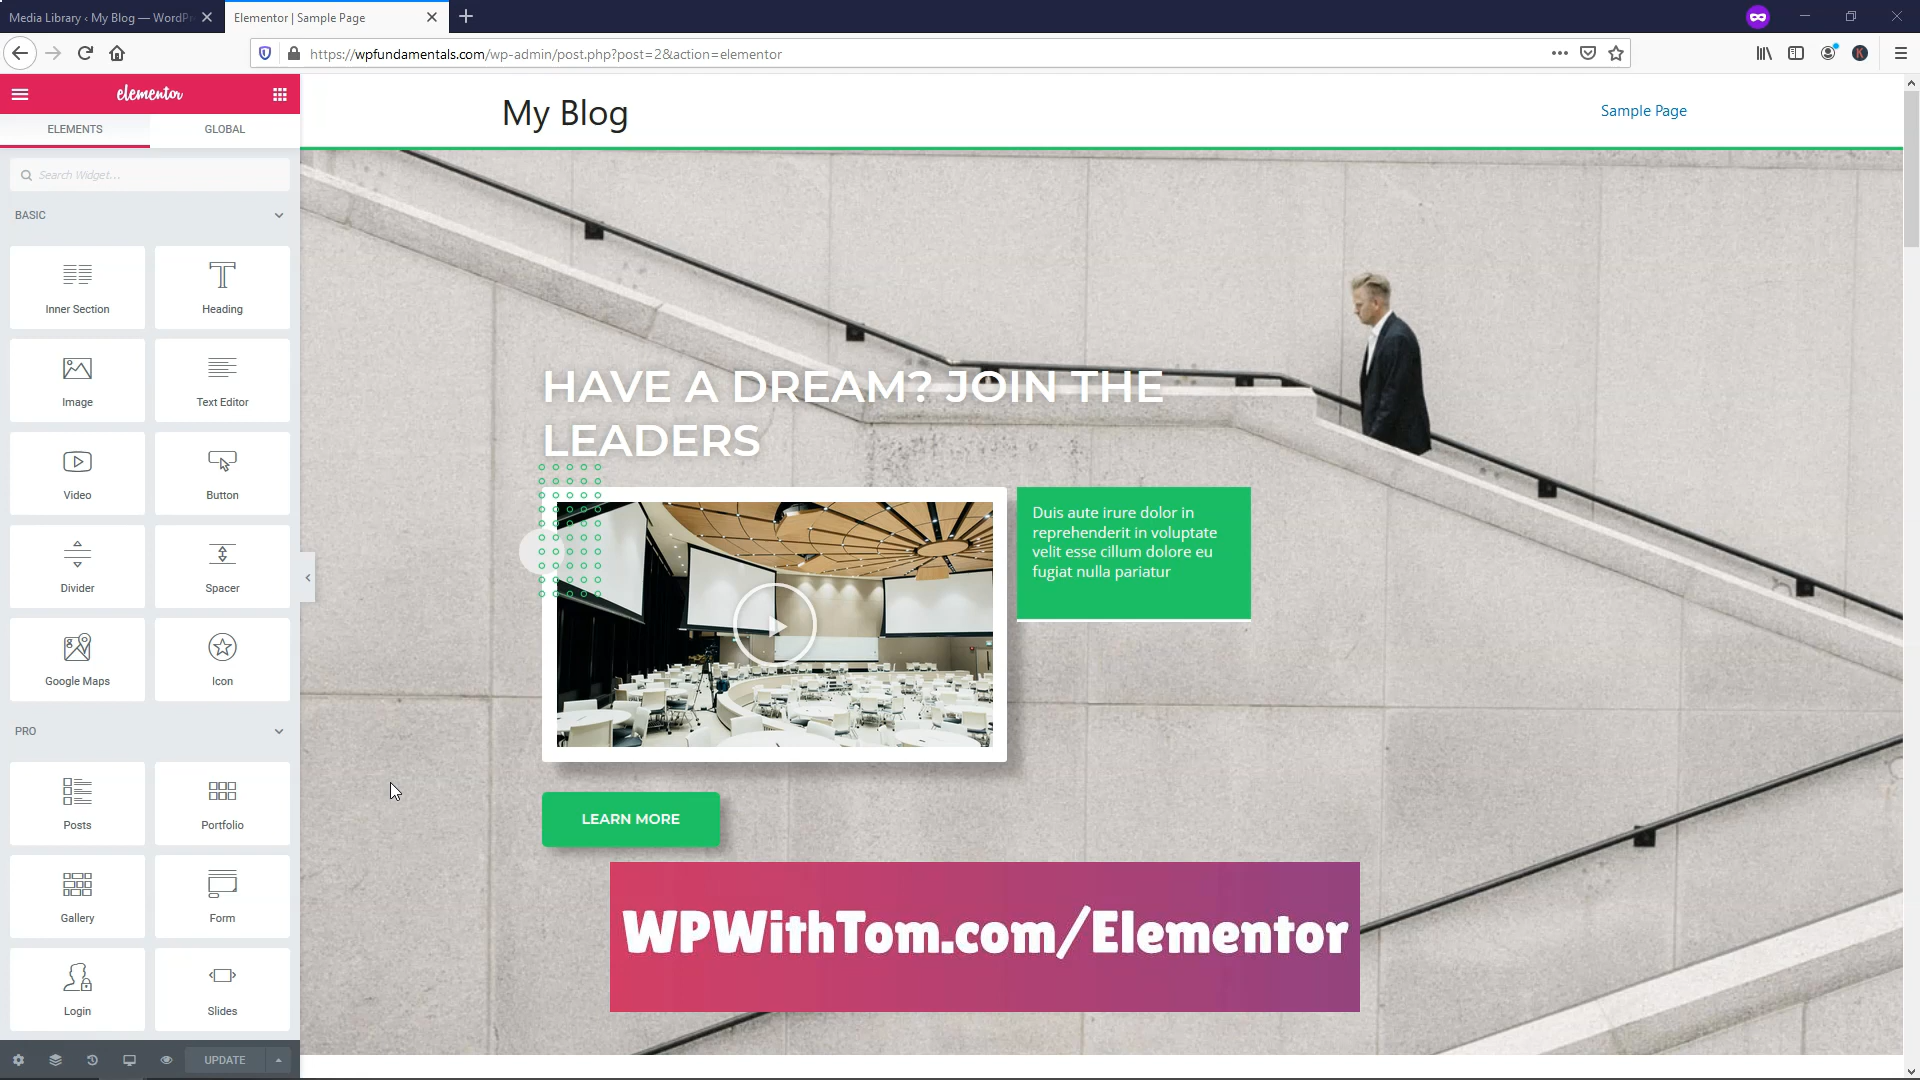 Media Library ‹ My Blog — WordPr
Elementor | Sample Page
https://wpfundamentals.com/wp-admin/post.php?post=2&action=elementor
elementor
ELEMENTS
GLOBAL
Search Widget...
BASIC
Inner Section
Heading
Image
Text Editor
Video
Button
Divider
Spacer
Google Maps
Icon
PRO
Posts
Portfolio
Gallery
Form
Login
Slides
UPDATE
My Blog
Sample Page
HAVE A DREAM? JOIN THE
LEADERS
Duis aute irure dolor in
reprehenderit in voluptate
velit esse cillum dolore eu
fugiat nulla pariatur
LEARN MORE
WPWithTom.com/Elementor